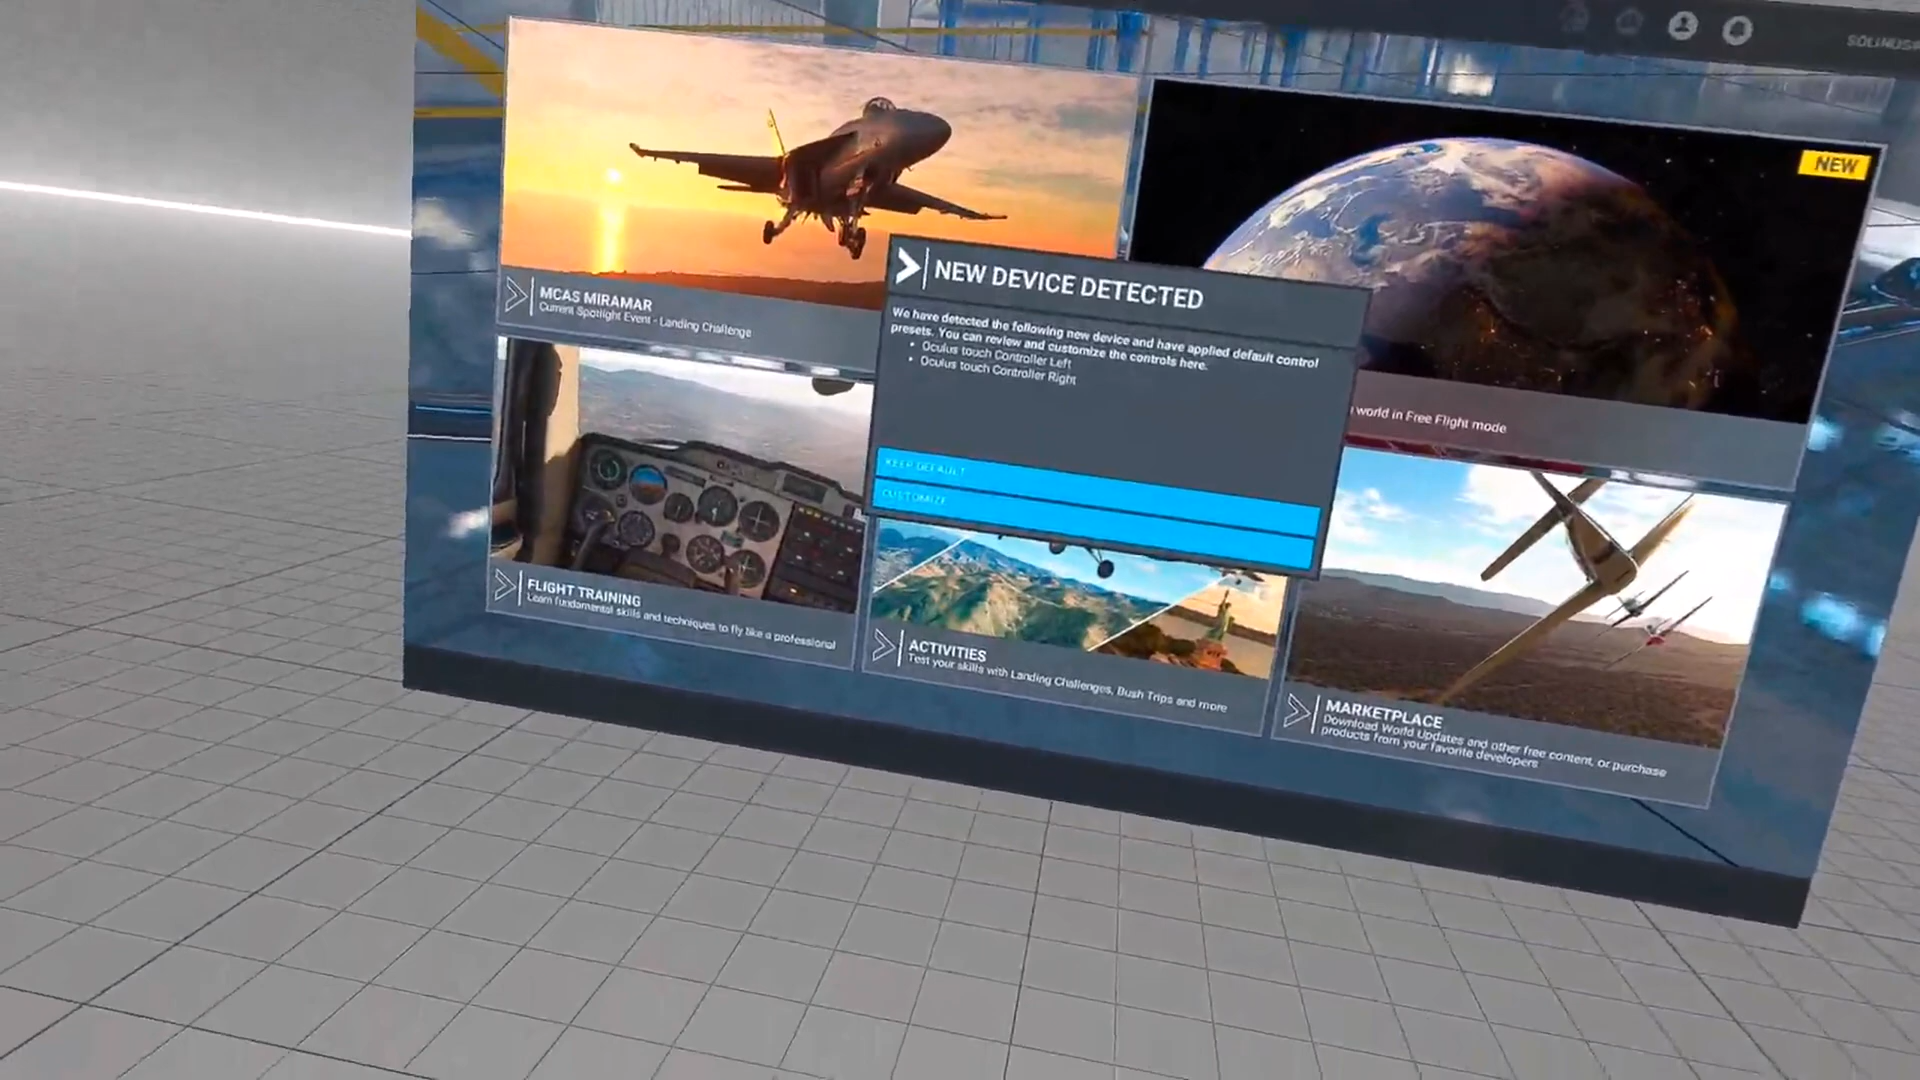 NEW
NEW DEVICE DETECTED
We have detected the following new device and have applied default control
presets. You can review and customize the controls here.
• Oculus touch Controller Left
• Oculus touch Controller Right
KEEP DEFAULT
CUSTOMIZE
MCAS MIRAMAR
Current Spotlight Event - Landing Challenge
world in Free Flight mode
FLIGHT TRAINING
Learn fundamental skills and techniques to fly like a professional
ACTIVITIES
Test your skills with Landing Challenges, Bush Trips and more
MARKETPLACE
Download World Updates and other free content, or purchase
products from your favorite developers